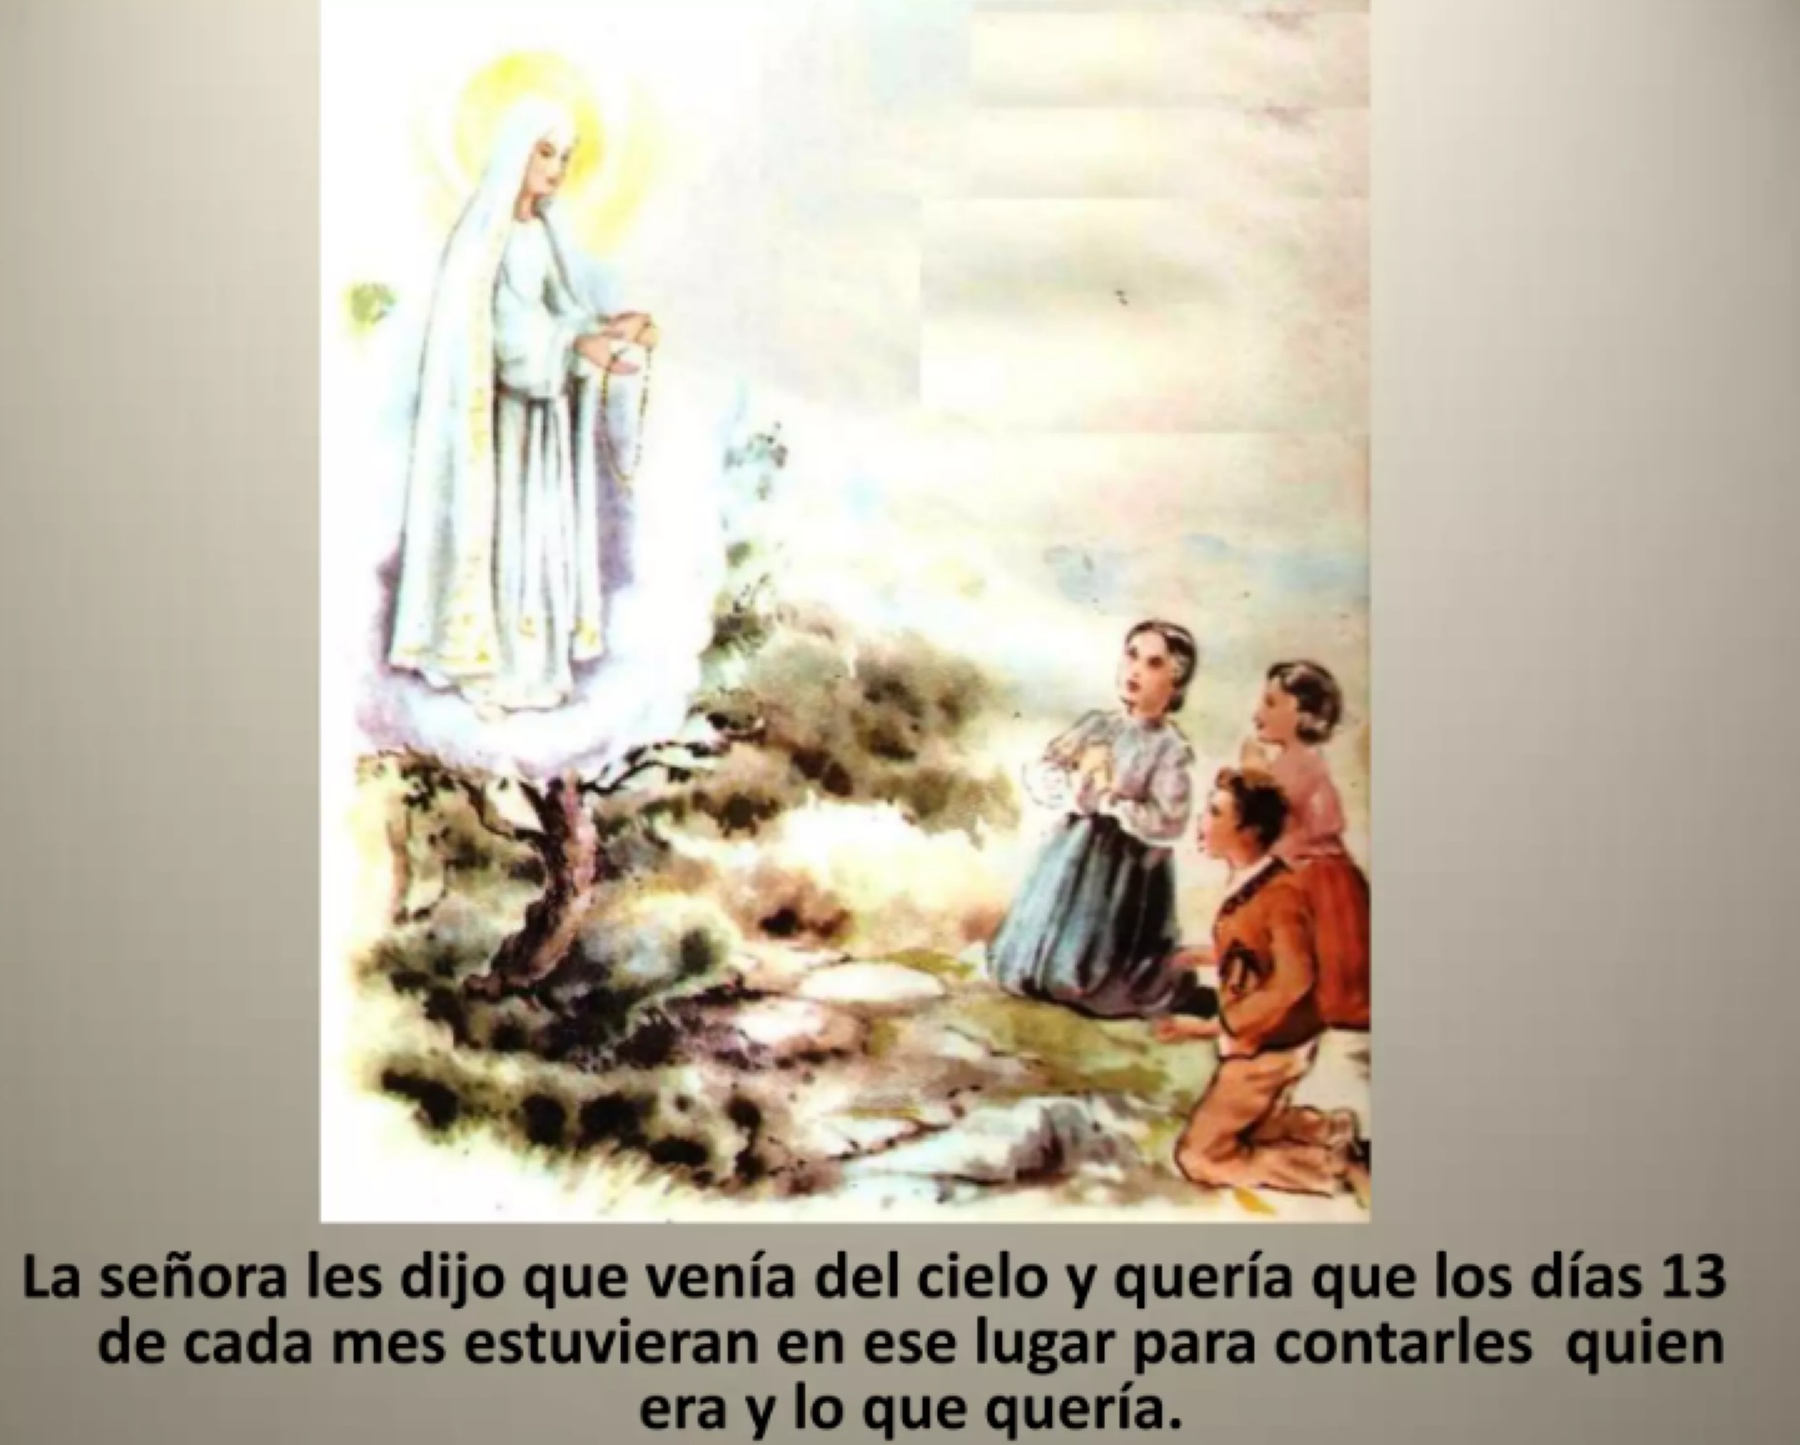 La señora les dijo que venía del cielo y quería que los días 13
de cada mes estuvieran en ese lugar para contarles  quien
era y lo que quería.